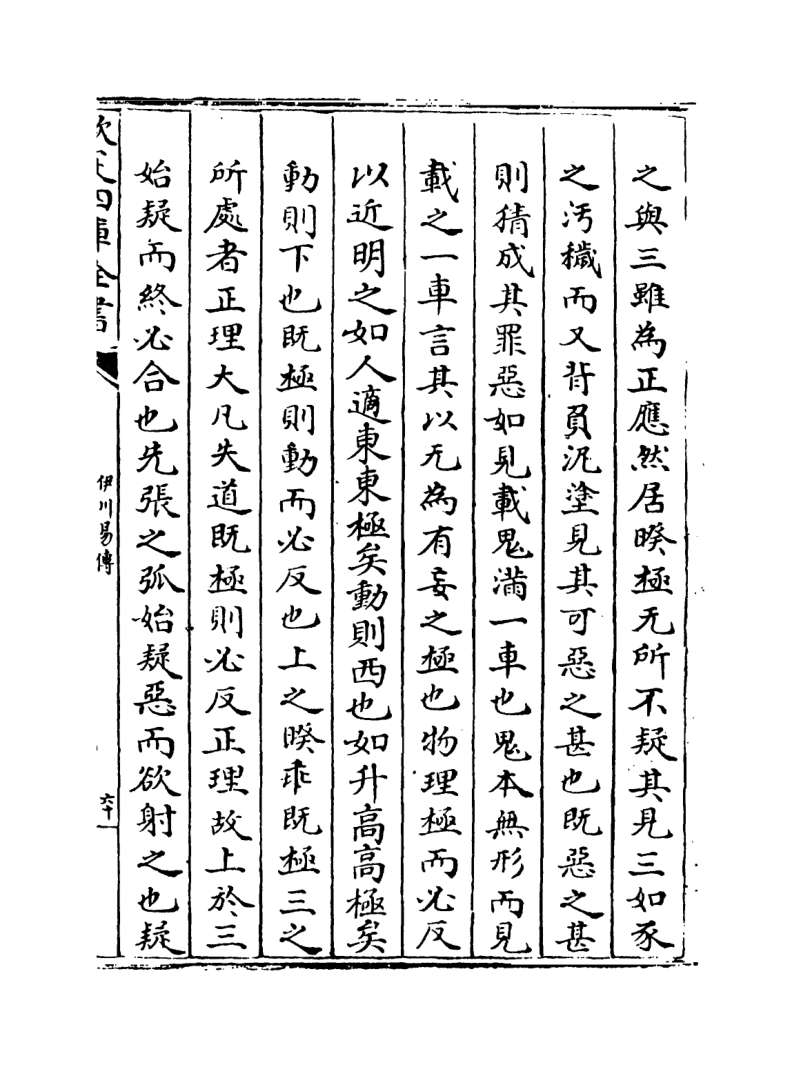 之與三雖為正應然居睽極无所不疑其見三如豕
之汚穢而又背負泥塗見其可惡之甚也既惡之甚
則猜成其罪惡如見載鬼滿一車也鬼本無形而見
載之一車言其以无為有妄之極也物理極而必反
以近明之如人適東東極矣動則西也如升高高極矣
動則下也既極則動而必反也上之睽乖既極三之
所處者正理大凡失道既極則必反正理故上於三
始疑而終必合也先張之弧始疑惡而欲射之也疑
欽定四庫全書
伊川易傳
六十一